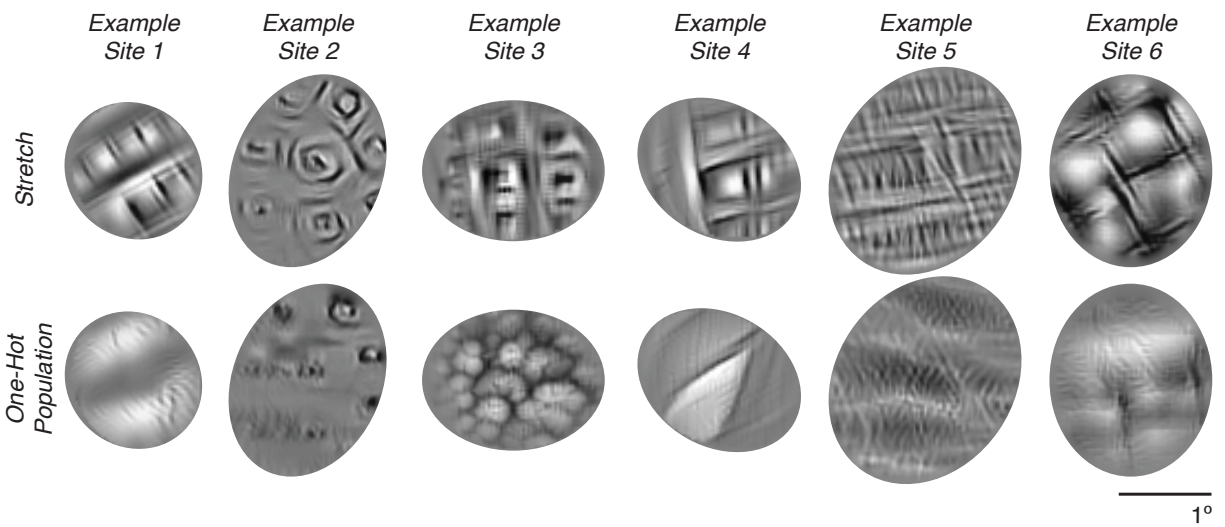 Example
Site 1
Example
Site 2
Example
Site 3
Example
Site 4
Example
Site 5
Example
Site 6
Stretch
One-Hot
Population
1º